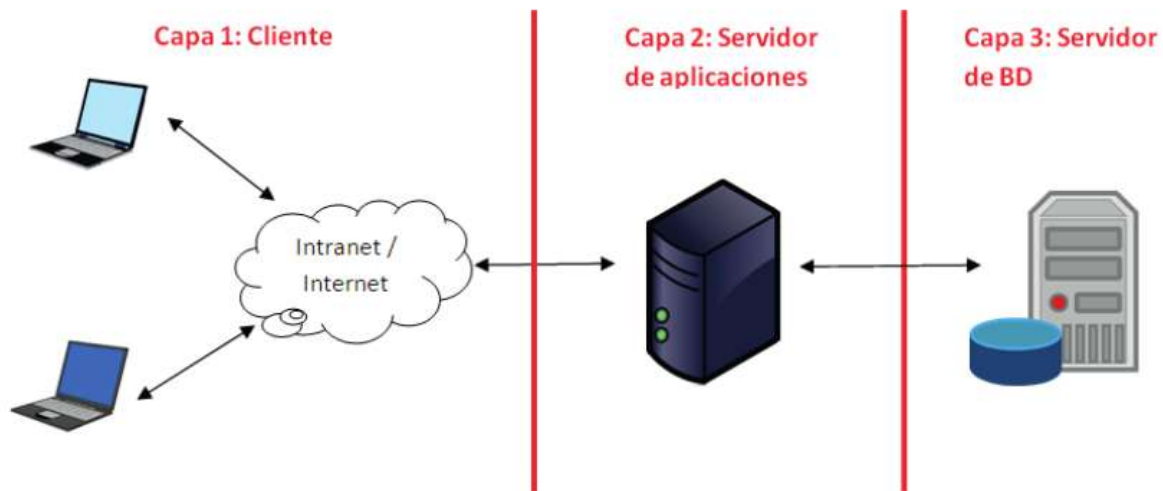 Capa 1: Cliente
Capa 2: Servidor
de aplicaciones
Capa 3: Servidor
de BD
Intranet /
Internet